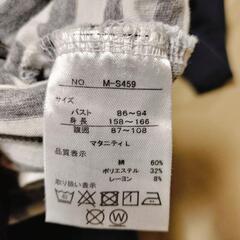 NO M-S459
サイズ
バスト 86～94
身長 158～166
腹囲 87～108
マタニティL
品質表示
綿 60%
ポリエステル 32%
レーヨン 8%
取り扱い表示